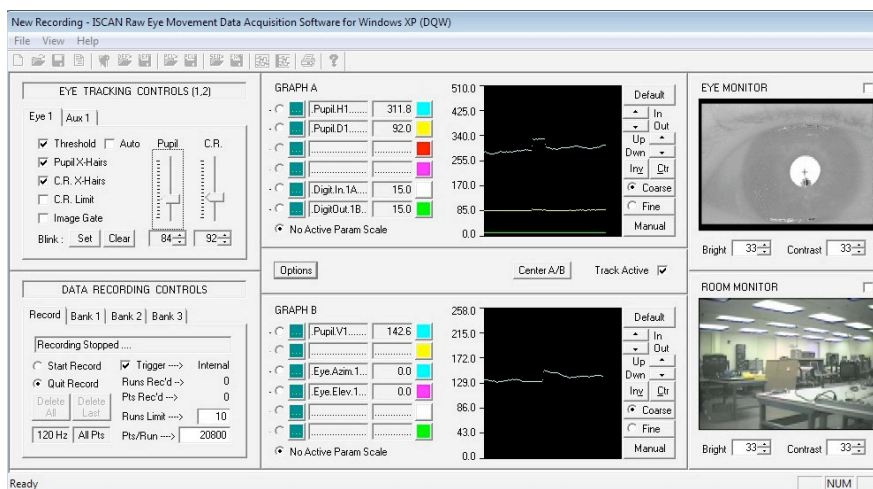 New Recording - ISCAN Raw Eye Movement Data Acquisition Software for Windows XP (DQW)
File View Help
EYE TRACKING CONTROLS (1,2)
Eye 1 Aux 1
Threshold Auto Pupil C.R.
Pupil X-Hairs
C.R. X-Hairs
C.R. Limit
Image Gate
Blink : Set Clear 84 92
DATA RECORDING CONTROLS
Record Bank 1 Bank 2 Bank 3
Recording Stopped ....
Start Record Trigger ----> Internal
Quit Record Runs Rec'd --> 0
Delete All Delete Last Pts Rec'd --> 0
Runs Limit ----> 10
120 Hz All Pts Pts/Run ----> 20800
GRAPH A
.Pupil.H1...... 311.8
.Pupil.D1...... 92.0
.Digit.In.1A.... 15.0
.DigitOut.1B.. 15.0
No Active Param Scale
510.0
425.0
340.0
255.0
170.0
85.0
0.0
Default
In
Out
Up
Dwn
Inv Ctr
Coarse
Fine
Manual
Options Center A/B Track Active
GRAPH B
.Pupil.V1...... 142.6
.Eye.Azim.1... 0.0
.Eye.Elev.1... 0.0
No Active Param Scale
258.0
215.0
172.0
129.0
86.0
43.0
0.0
Default
In
Out
Up
Dwn
Inv Ctr
Coarse
Fine
Manual
EYE MONITOR
Bright 33 Contrast 33
ROOM MONITOR
Bright 33 Contrast 33
Ready NUM